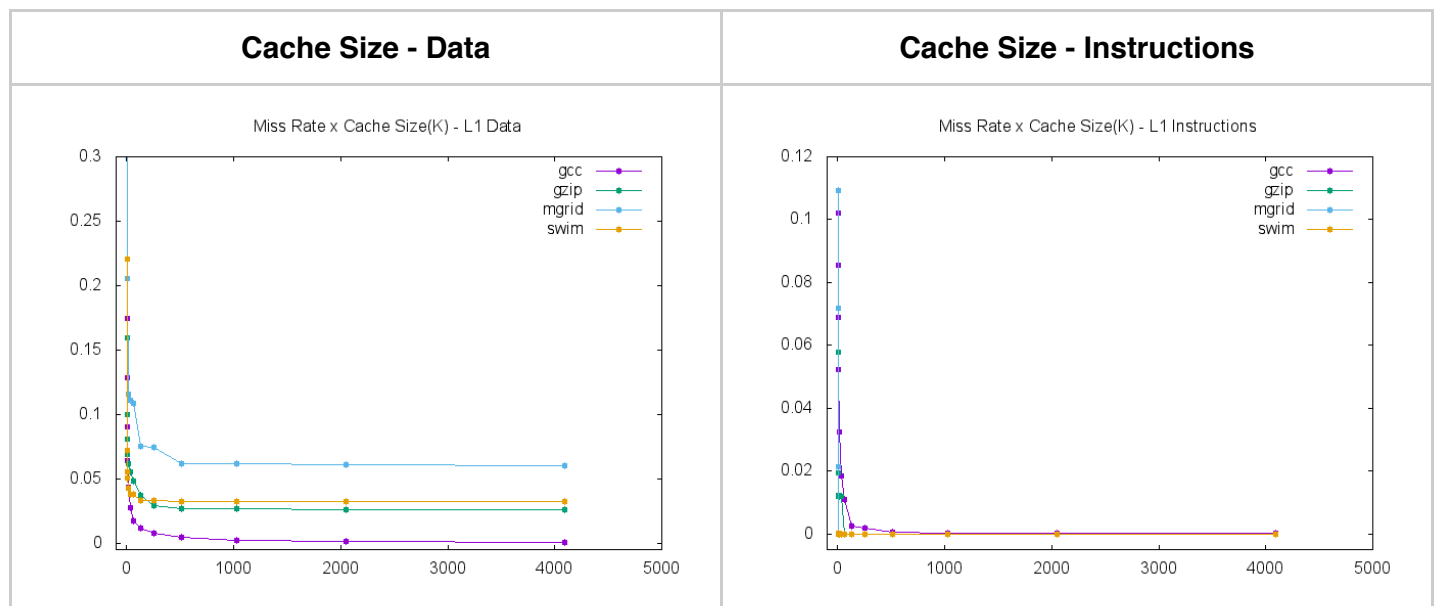 Cache Size - Data
Cache Size - Instructions
Miss Rate x Cache Size(K) - L1 Data
0.3
0.25
0.2
0.15
0.1
0.05
0
0 1000 2000 3000 4000 5000
gcc
gzip
mgrid
swim
Miss Rate x Cache Size(K) - L1 Instructions
0.12
0.1
0.08
0.06
0.04
0.02
0
0 1000 2000 3000 4000 5000
gcc
gzip
mgrid
swim